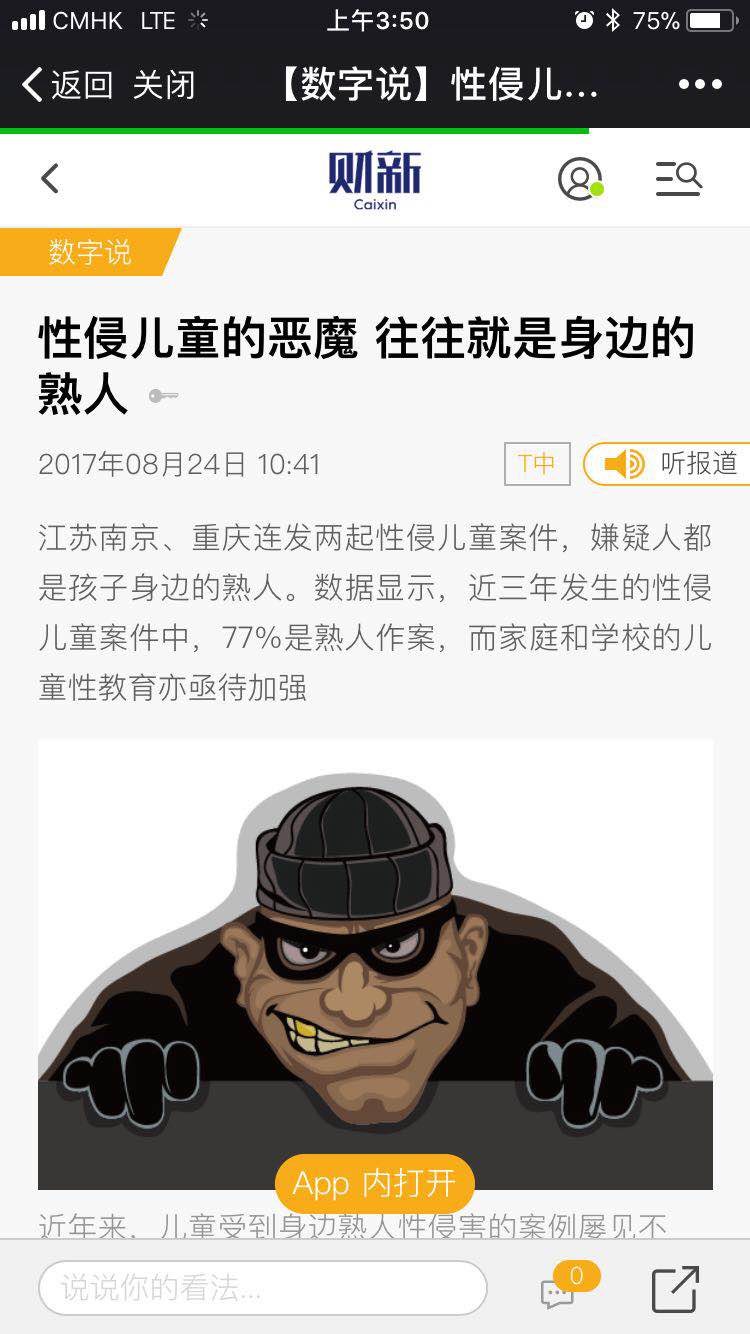 CMHK LTE 上午3:50 75%
返回 关闭 【数字说】性侵儿...
财新
Caixin
数字说
性侵儿童的恶魔 往往就是身边的
熟人
2017年08月24日 10:41 T中 听报道
江苏南京、重庆连发两起性侵儿童案件，嫌疑人都
是孩子身边的熟人。数据显示，近三年发生的性侵
儿童案件中，77%是熟人作案，而家庭和学校的儿
童性教育亦亟待加强
App 内打开
近年来，儿童受到身边熟人性侵害的案例屡见不
说说你的看法... 0